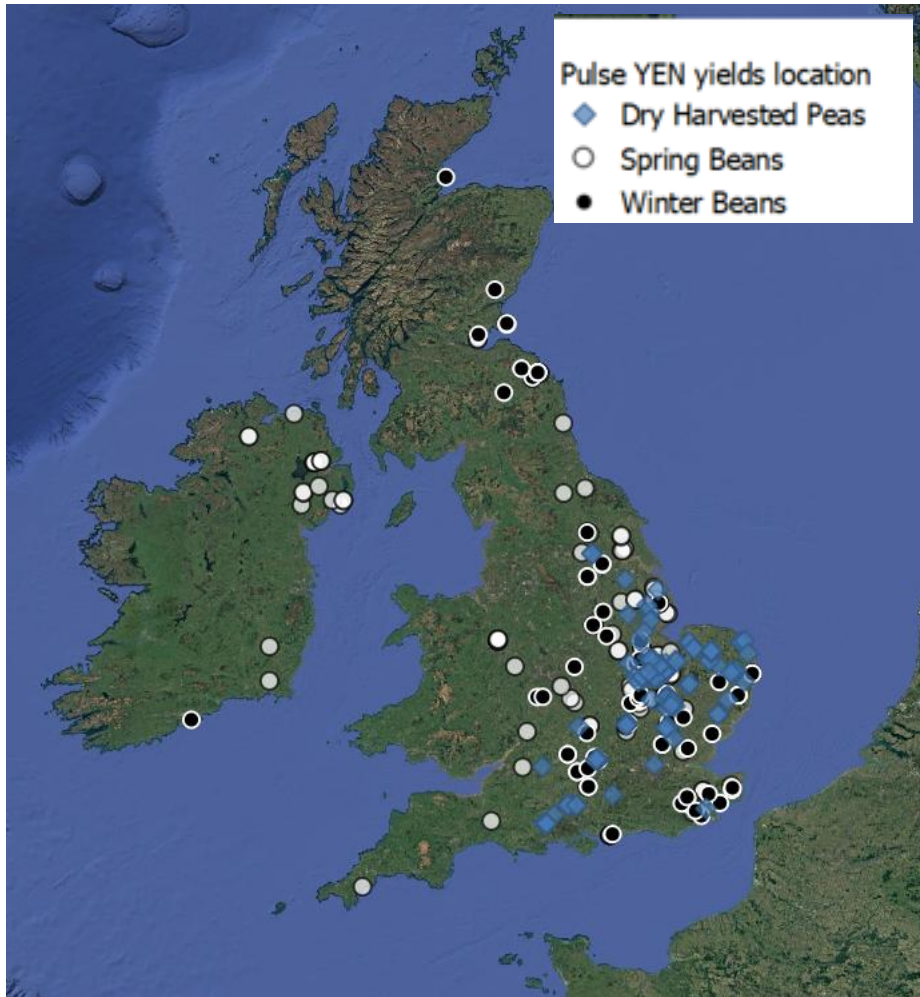 Pulse YEN yields location
Dry Harvested Peas
Spring Beans
Winter Beans